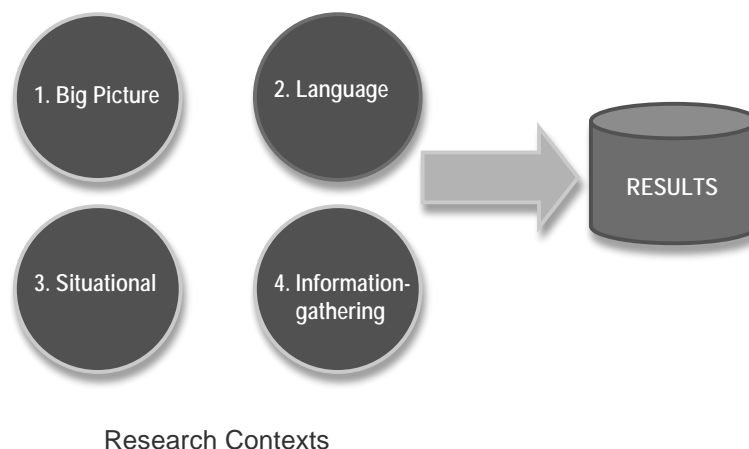 1. Big Picture
2. Language
3. Situational
4. Information-
gathering
RESULTS
Research Contexts